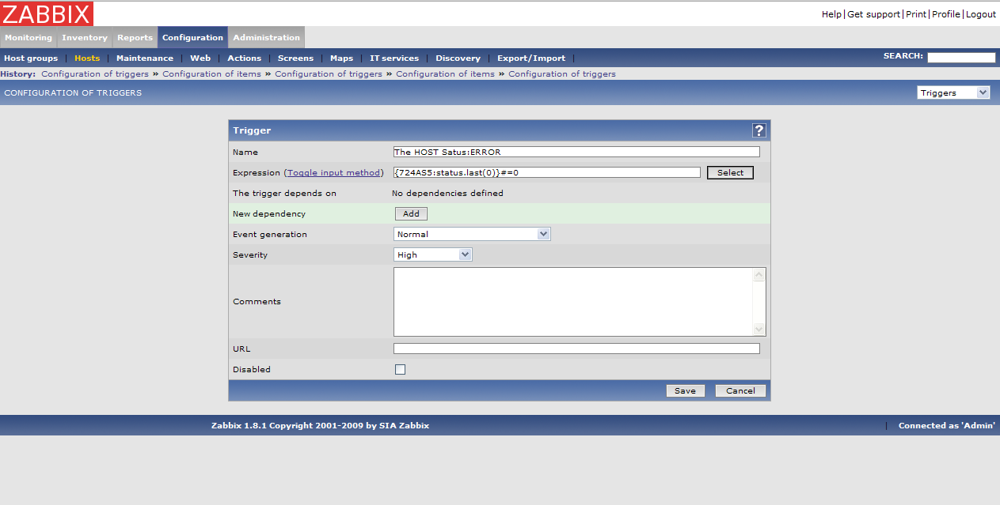 ZABBIX
Help|Get support|Print|Profile|Logout
Monitoring Inventory Reports Configuration Administration
Host groups | Hosts | Maintenance | Web | Actions | Screens | Maps | IT services | Discovery | Export/Import | SEARCH:
History: Configuration of triggers » Configuration of items » Configuration of triggers » Configuration of items » Configuration of triggers
CONFIGURATION OF TRIGGERS Triggers
Trigger ?
Name The HOST Satus:ERROR
Expression (Toggle input method) {724AS5:status.last(0)}#=0 Select
The trigger depends on No dependencies defined
New dependency Add
Event generation Normal
Severity High
Comments
URL
Disabled
Save Cancel
Zabbix 1.8.1 Copyright 2001-2009 by SIA Zabbix | Connected as 'Admin'